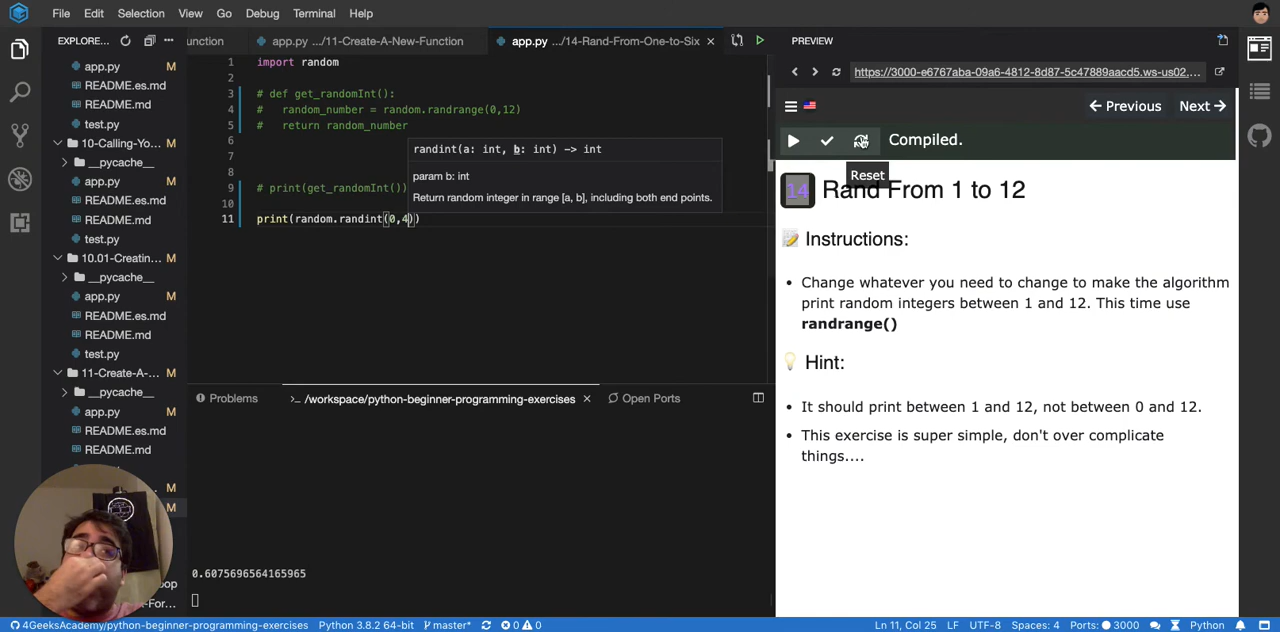 File Edit Selection View Go Debug Terminal Help
EXPLORE...
unction
app.py .../11-Create-A-New-Function
app.py .../14-Rand-From-One-to-Six
PREVIEW
app.py M
README.es.md
README.md
test.py
10-Calling-Yo...
__pycache__
app.py M
README.es.md
README.md
test.py
10.01-Creatin...
__pycache__
app.py M
README.es.md
README.md
test.py
11-Create-A-...
__pycache__
app.py M
README.es.md
README.md
M
M
oop
t-For...
1 import random
2
3 # def get_randomInt():
4 #   random_number = random.randrange(0,12)
5 #   return random_number
6
7
8
9 # print(get_randomInt())
10
11 print(random.randint(0,4))
randint(a: int, b: int) -> int
param b: int
Return random integer in range [a, b], including both end points.
Problems
>_ /workspace/python-beginner-programming-exercises
Open Ports
0.6075696564165965
https://3000-e6767aba-09a6-4812-8d87-5c47889aacd5.ws-us02....
← Previous Next →
Compiled.
Reset
14 Rand From 1 to 12
Instructions:
• Change whatever you need to change to make the algorithm
print random integers between 1 and 12. This time use
randrange()
Hint:
• It should print between 1 and 12, not between 0 and 12.
• This exercise is super simple, don't over complicate
things....
4GeeksAcademy/python-beginner-programming-exercises Python 3.8.2 64-bit master* 0 0 Ln 11, Col 25 LF UTF-8 Spaces: 4 Ports: 3000 Python